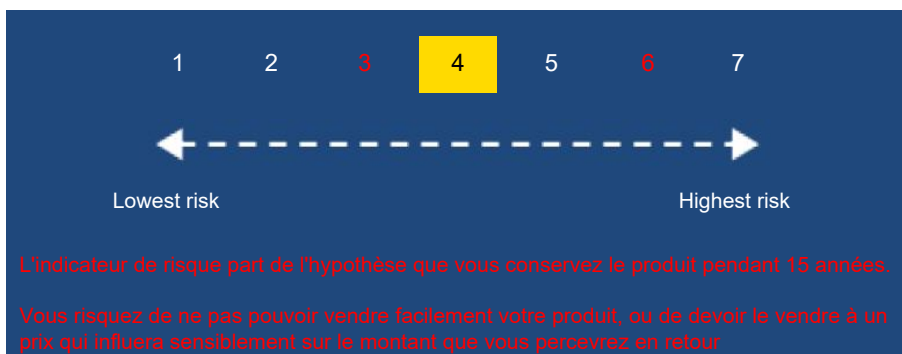 1 2 3 4 5 6 7
Lowest risk Highest risk
L'indicateur de risque part de l'hypothèse que vous conservez le produit pendant 15 années.
Vous risquez de ne pas pouvoir vendre facilement votre produit, ou de devoir le vendre à un
prix qui influera sensiblement sur le montant que vous percevrez en retour